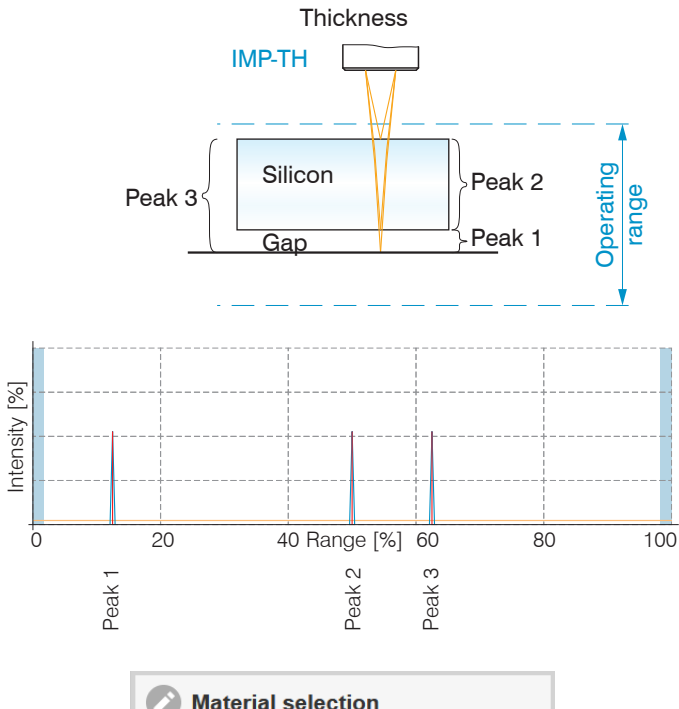 Thickness
IMP-TH
Silicon
Peak 3
Peak 2
Gap
Peak 1
Operating
range
Intensity [%]
0 20 40 Range [%] 60 80 100
Peak 1
Peak 2
Peak 3
Material selection